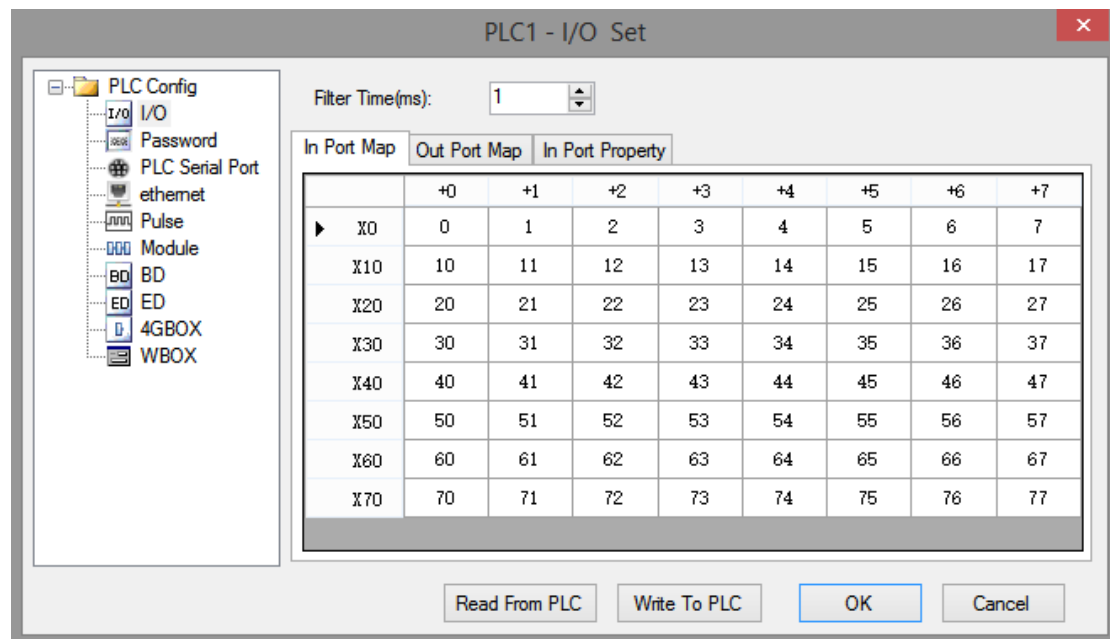 PLC1 - I/O Set
PLC Config
I/O I/O
Password
PLC Serial Port
ethernet
Pulse
Module
BD BD
ED ED
4GBOX
WBOX
Filter Time(ms): 1
In Port Map Out Port Map In Port Property
+0 +1 +2 +3 +4 +5 +6 +7
X0 0 1 2 3 4 5 6 7
X10 10 11 12 13 14 15 16 17
X20 20 21 22 23 24 25 26 27
X30 30 31 32 33 34 35 36 37
X40 40 41 42 43 44 45 46 47
X50 50 51 52 53 54 55 56 57
X60 60 61 62 63 64 65 66 67
X70 70 71 72 73 74 75 76 77
Read From PLC Write To PLC OK Cancel